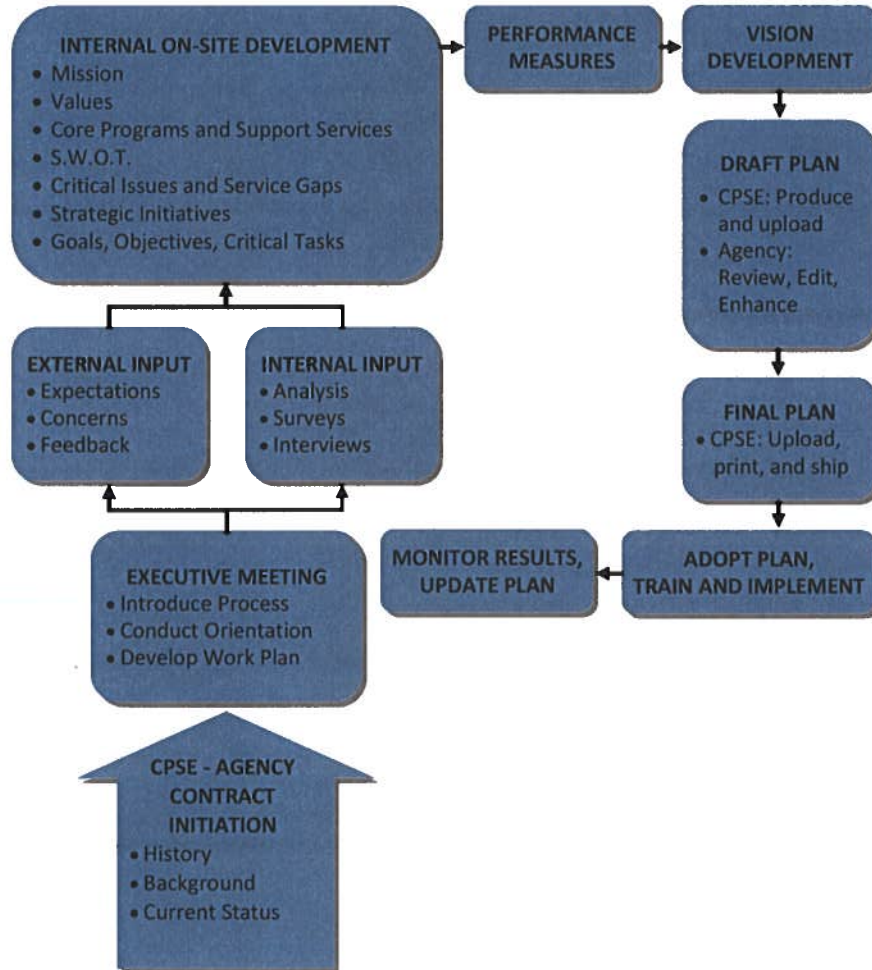 INTERNAL ON-SITE DEVELOPMENT
• Mission
• Values
• Core Programs and Support Services
• S.W.O.T.
• Critical Issues and Service Gaps
• Strategic Initiatives
• Goals, Objectives, Critical Tasks
PERFORMANCE
MEASURES
VISION
DEVELOPMENT
DRAFT PLAN
• CPSE: Produce
and upload
• Agency:
Review, Edit,
Enhance
EXTERNAL INPUT
• Expectations
• Concerns
• Feedback
INTERNAL INPUT
• Analysis
• Surveys
• Interviews
FINAL PLAN
• CPSE: Upload,
print, and ship
EXECUTIVE MEETING
• Introduce Process
• Conduct Orientation
• Develop Work Plan
MONITOR RESULTS,
UPDATE PLAN
ADOPT PLAN,
TRAIN AND IMPLEMENT
CPSE - AGENCY
CONTRACT
INITIATION
• History
• Background
• Current Status